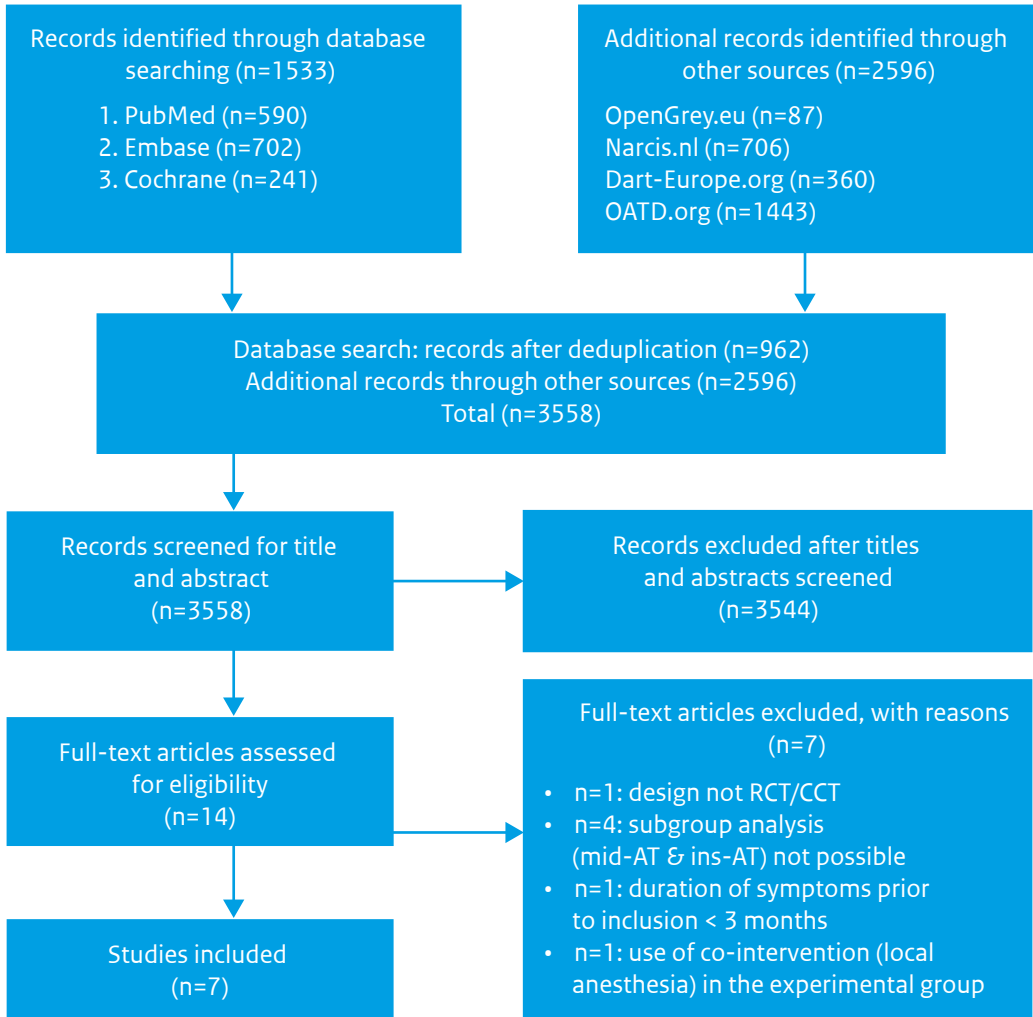 Records identified through database
searching (n=1533)
1. PubMed (n=590)
2. Embase (n=702)
3. Cochrane (n=241)
Additional records identified through
other sources (n=2596)
OpenGrey.eu (n=87)
Narcis.nl (n=706)
Dart-Europe.org (n=360)
OATD.org (n=1443)
Database search: records after deduplication (n=962)
Additional records through other sources (n=2596)
Total (n=3558)
Records screened for title
and abstract
(n=3558)
Records excluded after titles
and abstracts screened
(n=3544)
Full-text articles assessed
for eligibility
(n=14)
Full-text articles excluded, with reasons
(n=7)
• n=1: design not RCT/CCT
• n=4: subgroup analysis
(mid-AT & ins-AT) not possible
• n=1: duration of symptoms prior
to inclusion < 3 months
• n=1: use of co-intervention (local
anesthesia) in the experimental group
Studies included
(n=7)